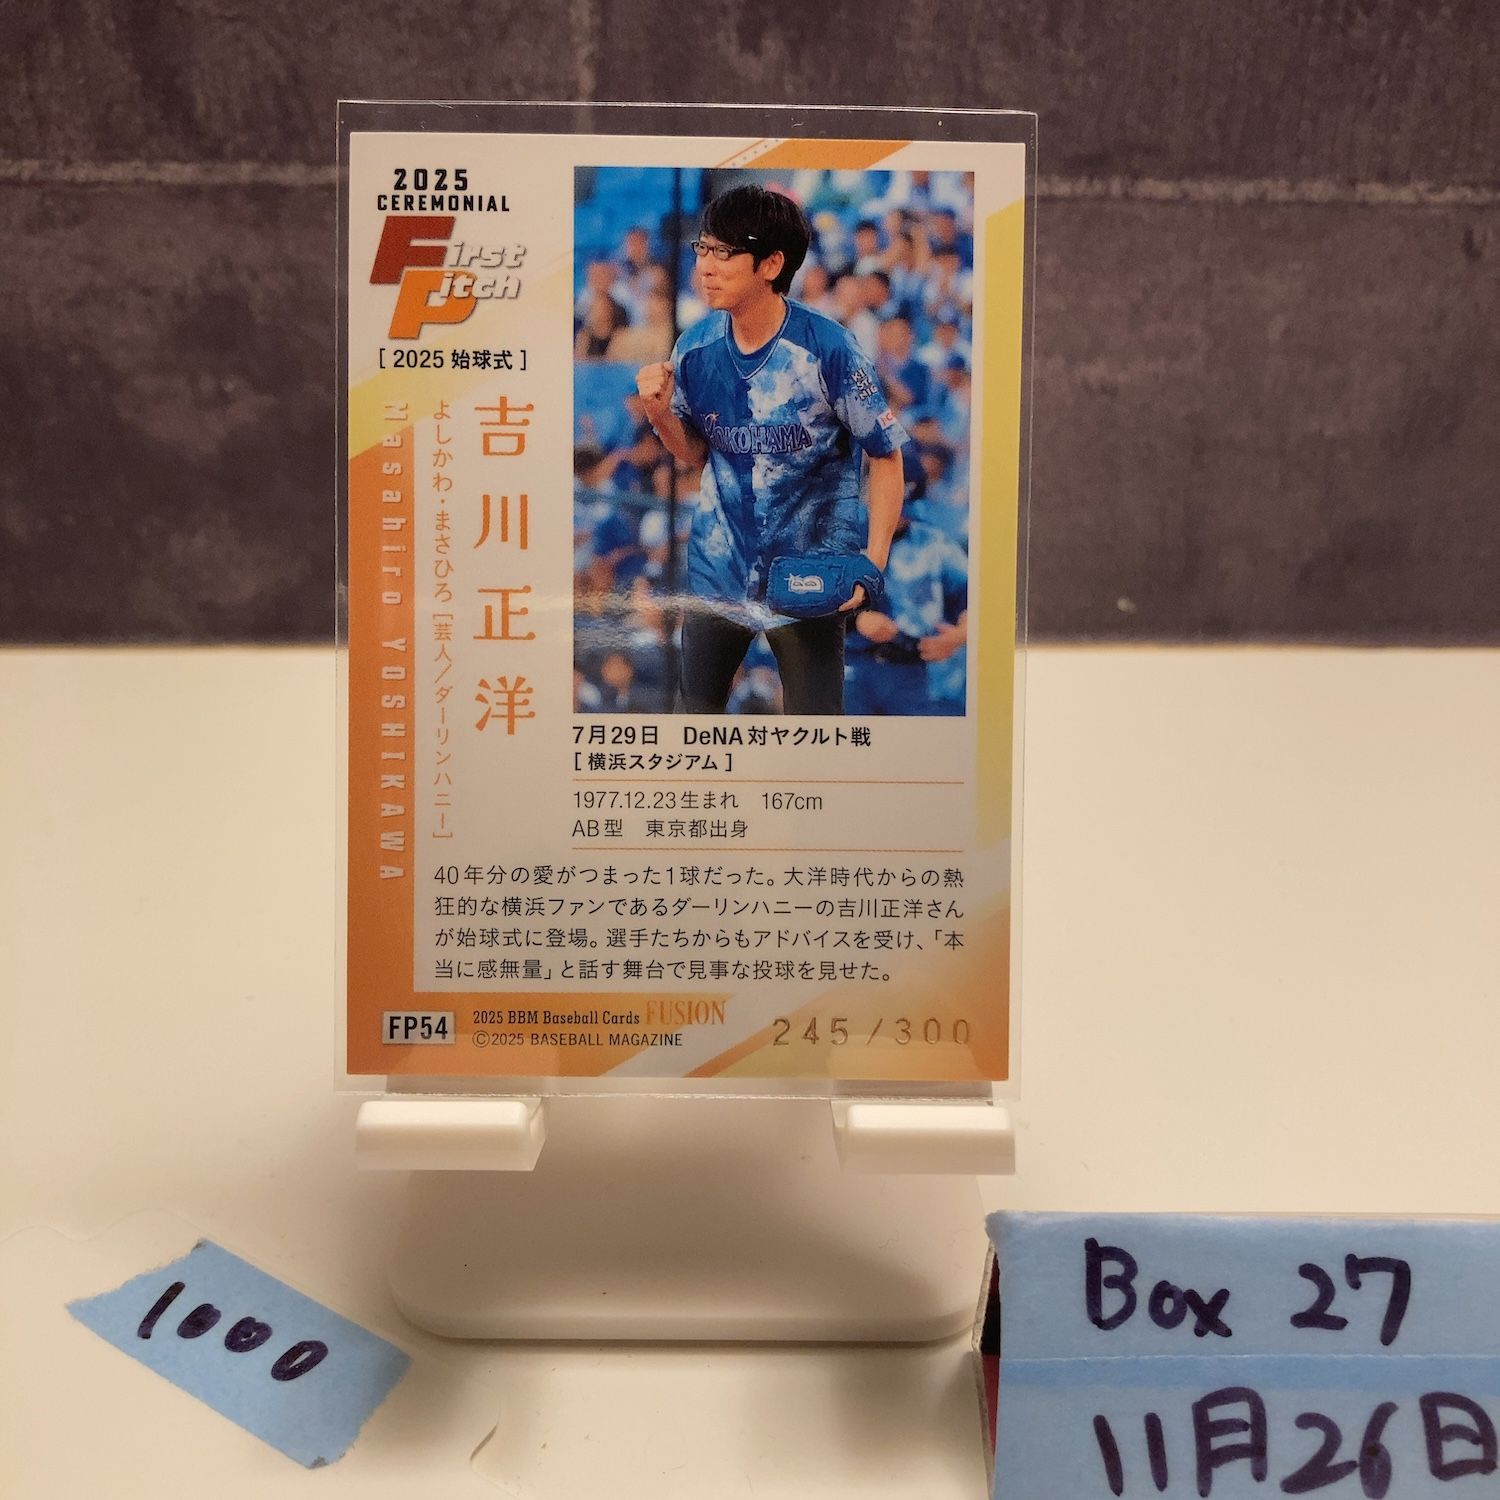 2025
CEREMONIAL
First
Pitch
[ 2025 始球式 ]
吉川正洋
よしかわ・まさひろ [芸人／ダーリンハニー]
Masahiro YOSHIKAWA
YOKOHAMA
7月29日 DeNA対ヤクルト戦
[ 横浜スタジアム ]
1977.12.23生まれ 167cm
AB型 東京都出身
40年分の愛がつまった1球だった。大洋時代からの熱
狂的な横浜ファンであるダーリンハニーの吉川正洋さん
が始球式に登場。選手たちからもアドバイスを受け、「本
当に感無量」と話す舞台で見事な投球を見せた。
FP54
2025 BBM Baseball Cards FUSION
©2025 BASEBALL MAGAZINE
245/300
1000
Box 27
11月26日